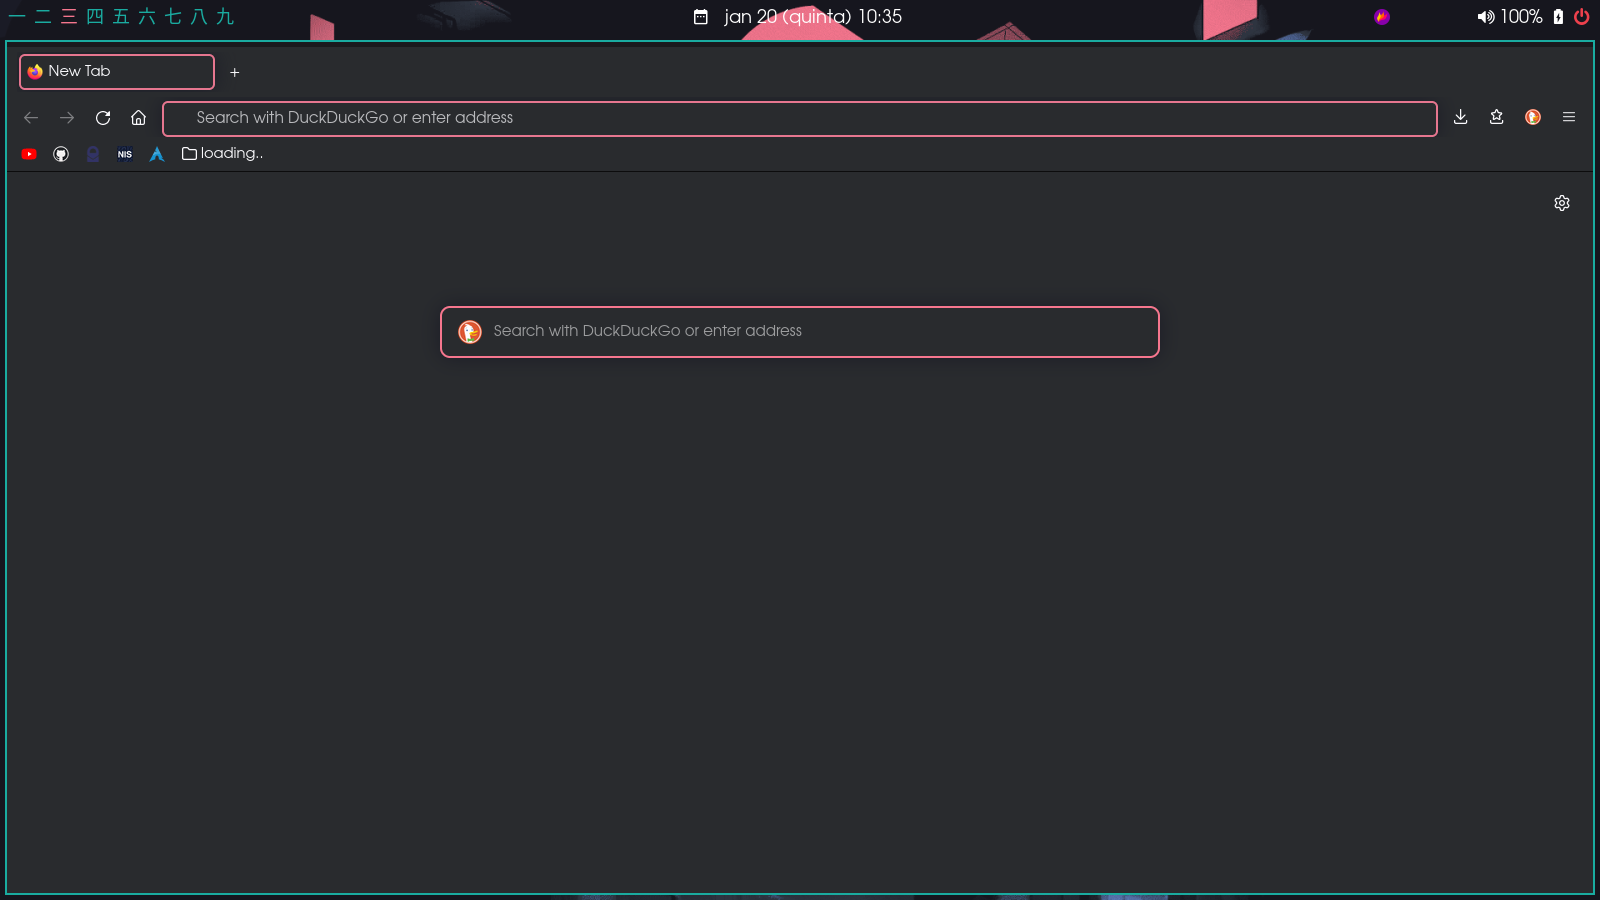 一 二 三 四 五 六 七 八 九
jan 20 (quinta) 10:35
100%
New Tab
Search with DuckDuckGo or enter address
NIS
loading..
Search with DuckDuckGo or enter address